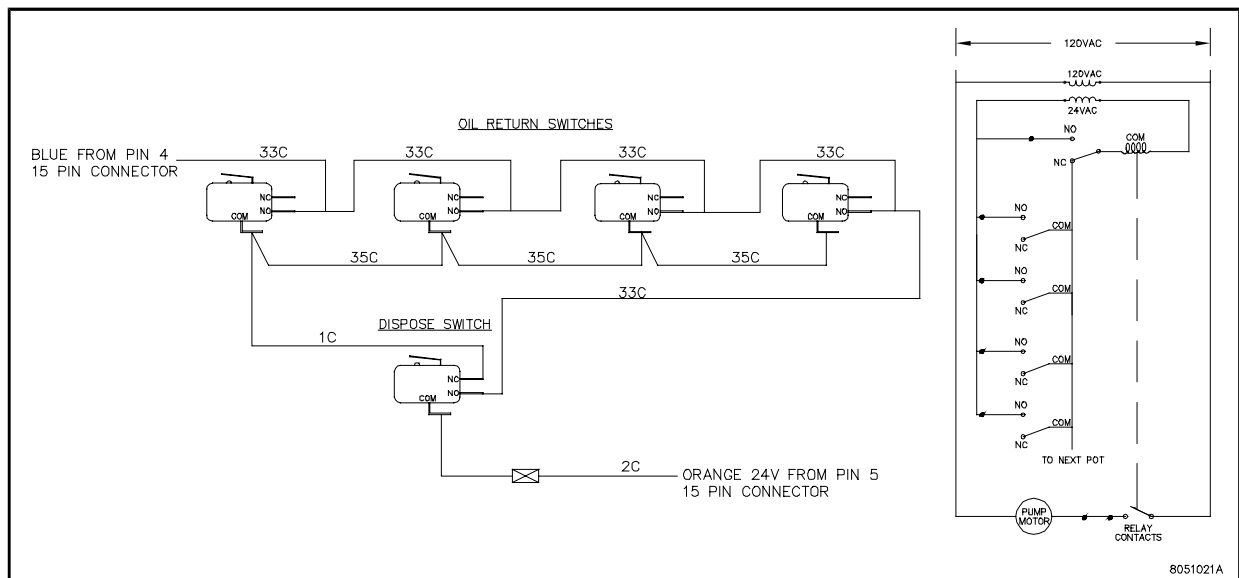 OIL RETURN SWITCHES
BLUE FROM PIN 4
15 PIN CONNECTOR
33C
33C
33C
33C
NC
NO
COM
NC
NO
COM
NC
NO
COM
NC
NO
COM
35C
35C
35C
33C
DISPOSE SWITCH
1C
NC
NO
COM
2C
ORANGE 24V FROM PIN 5
15 PIN CONNECTOR
120VAC
120VAC
24VAC
NO
COM
NC
NO
COM
NC
NO
COM
NC
NO
COM
NC
NO
COM
NC
TO NEXT POT
PUMP
MOTOR
RELAY
CONTACTS
8051021A